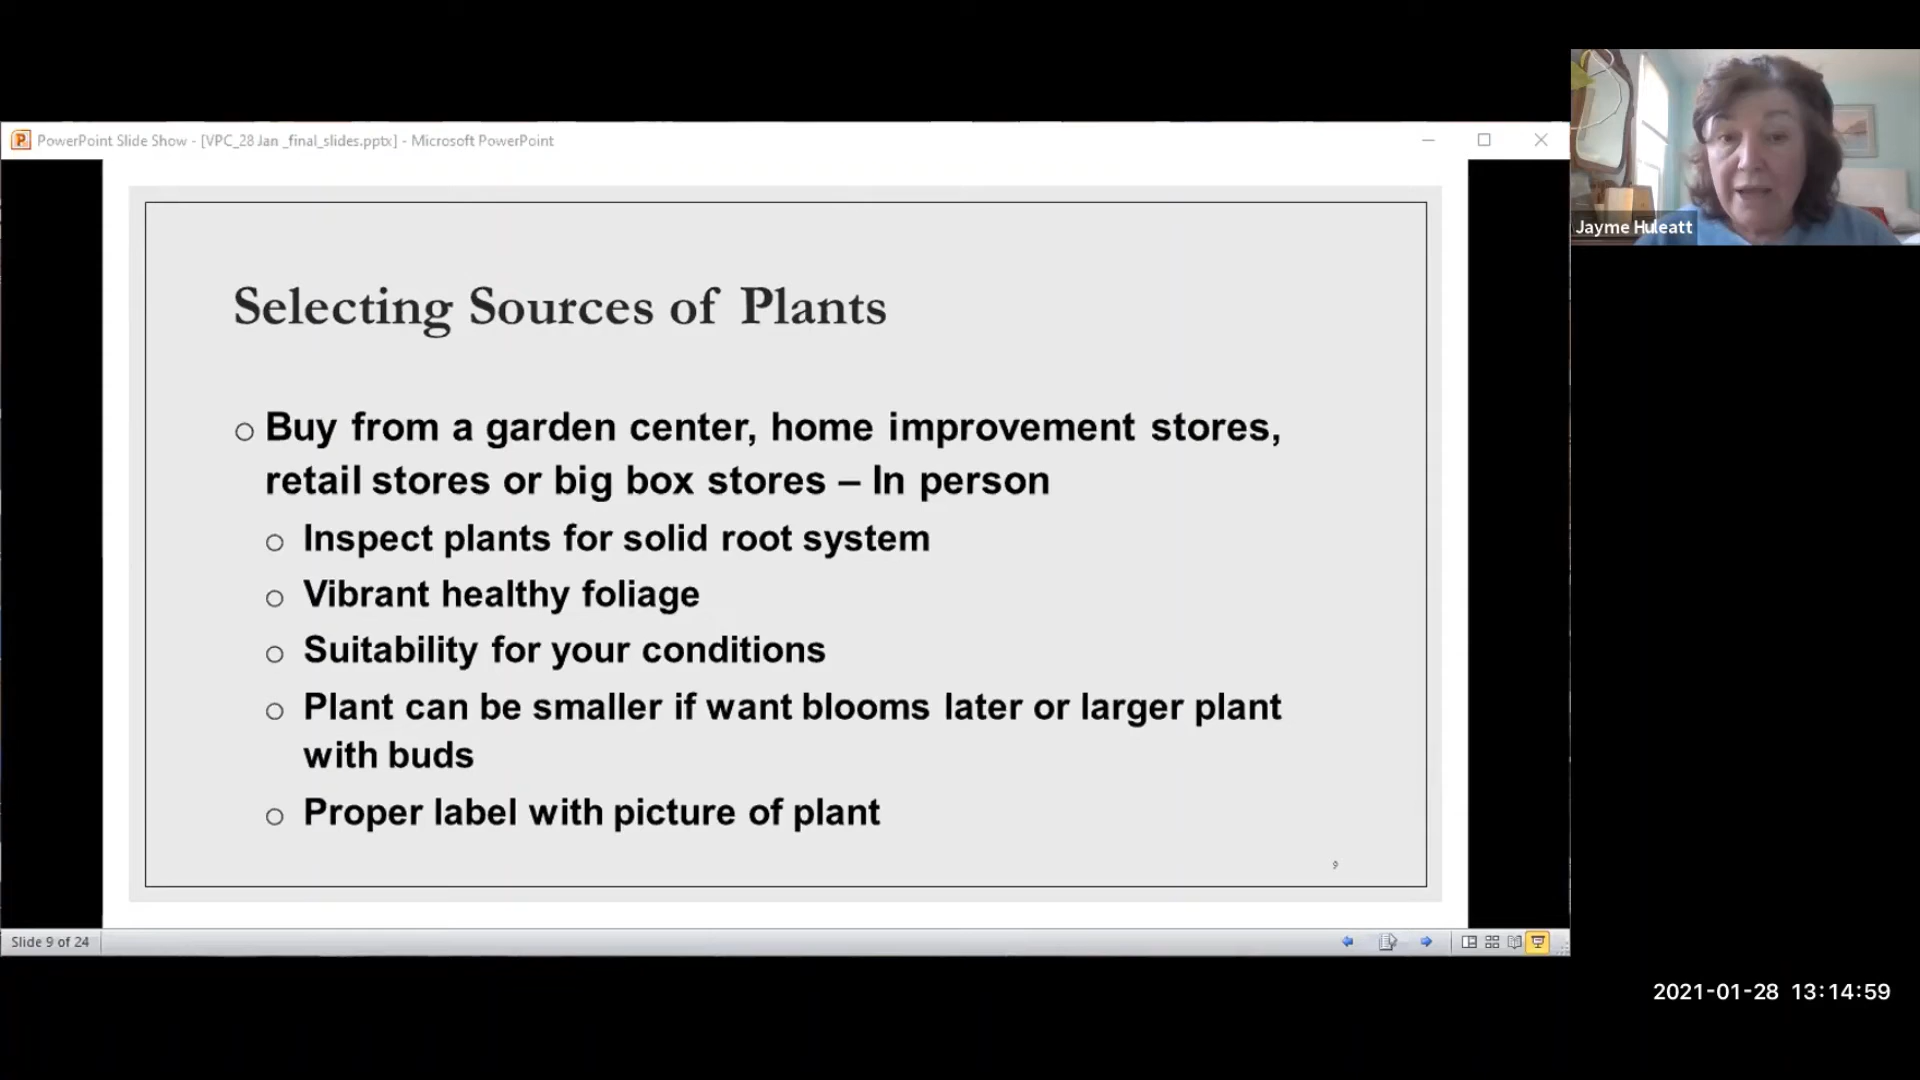 PowerPoint Slide Show - [VPC_28 Jan _final_slides.pptx] - Microsoft PowerPoint
Jayme Huleatt
Selecting Sources of Plants
Buy from a garden center, home improvement stores,
retail stores or big box stores – In person
Inspect plants for solid root system
Vibrant healthy foliage
Suitability for your conditions
Plant can be smaller if want blooms later or larger plant
with buds
Proper label with picture of plant
9
Slide 9 of 24
2021-01-28 13:14:59